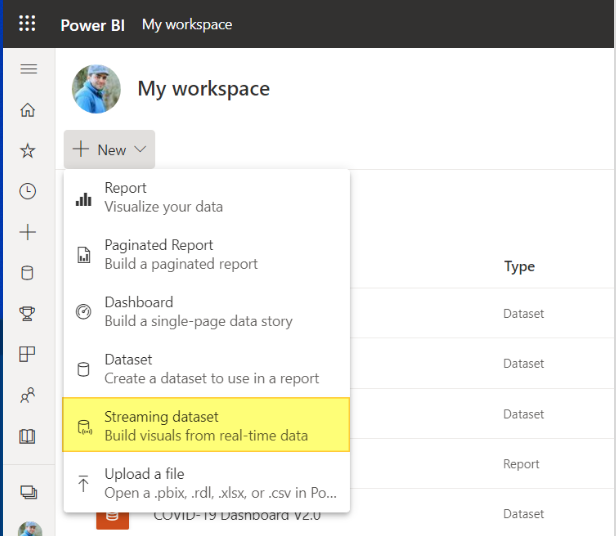 Power BI My workspace
My workspace
New
Report
Visualize your data
Paginated Report
Build a paginated report
Type
Dashboard
Build a single-page data story
Dataset
Dataset
Create a dataset to use in a report
Dataset
Streaming dataset
Build visuals from real-time data
Dataset
Upload a file
Open a .pbix, .rdl, .xlsx, or .csv in Po...
Report
COVID-19 Dashboard V2.0
Dataset